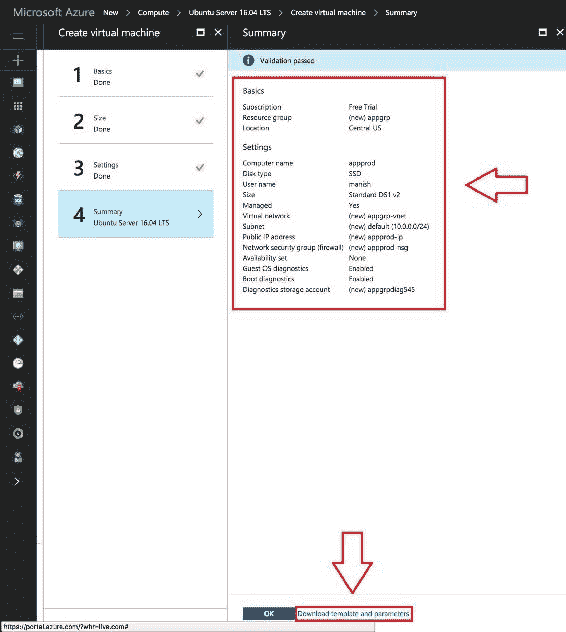 Microsoft Azure New > Compute > Ubuntu Server 16.04 LTS > Create virtual machine > Summary
Create virtual machine
1 Basics
Done
2 Size
Done
3 Settings
Done
4 Summary
Ubuntu Server 16.04 LTS
Summary
Validation passed
Basics
Subscription Free Trial
Resource group (new) appgrp
Location Central US
Settings
Computer name appprod
Disk type SSD
User name manish
Size Standard DS1 v2
Managed Yes
Virtual network (new) appgrp-vnet
Subnet (new) default (10.0.0.0/24)
Public IP address (new) appprod-ip
Network security group (firewall) (new) appprod-nsg
Availability set None
Guest OS diagnostics Enabled
Boot diagnostics Enabled
Diagnostics storage account (new) appgrpdiag545
OK Download template and parameters
https://portal.azure.com/?whr=live.com#